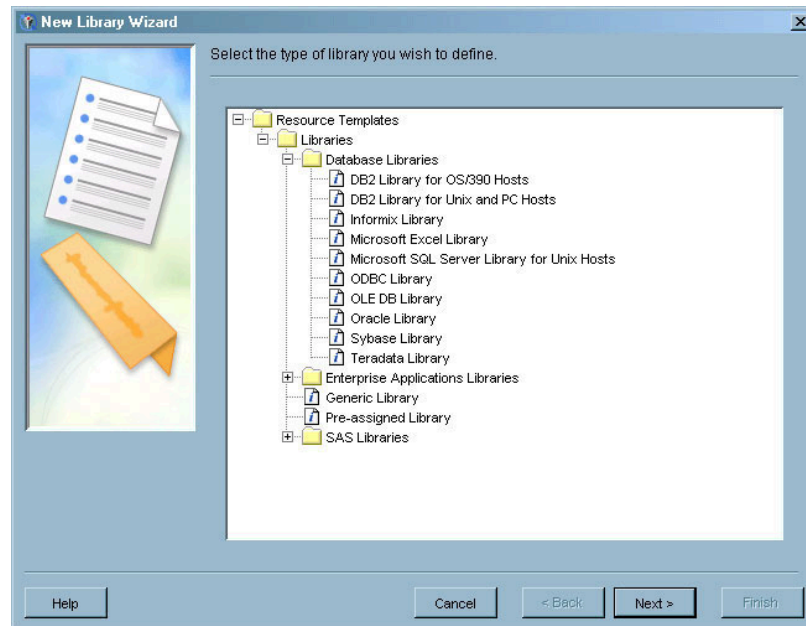 New Library Wizard
Select the type of library you wish to define.
Resource Templates
Libraries
Database Libraries
DB2 Library for OS/390 Hosts
DB2 Library for Unix and PC Hosts
Informix Library
Microsoft Excel Library
Microsoft SQL Server Library for Unix Hosts
ODBC Library
OLE DB Library
Oracle Library
Sybase Library
Teradata Library
Enterprise Applications Libraries
Generic Library
Pre-assigned Library
SAS Libraries
Help Cancel < Back Next > Finish